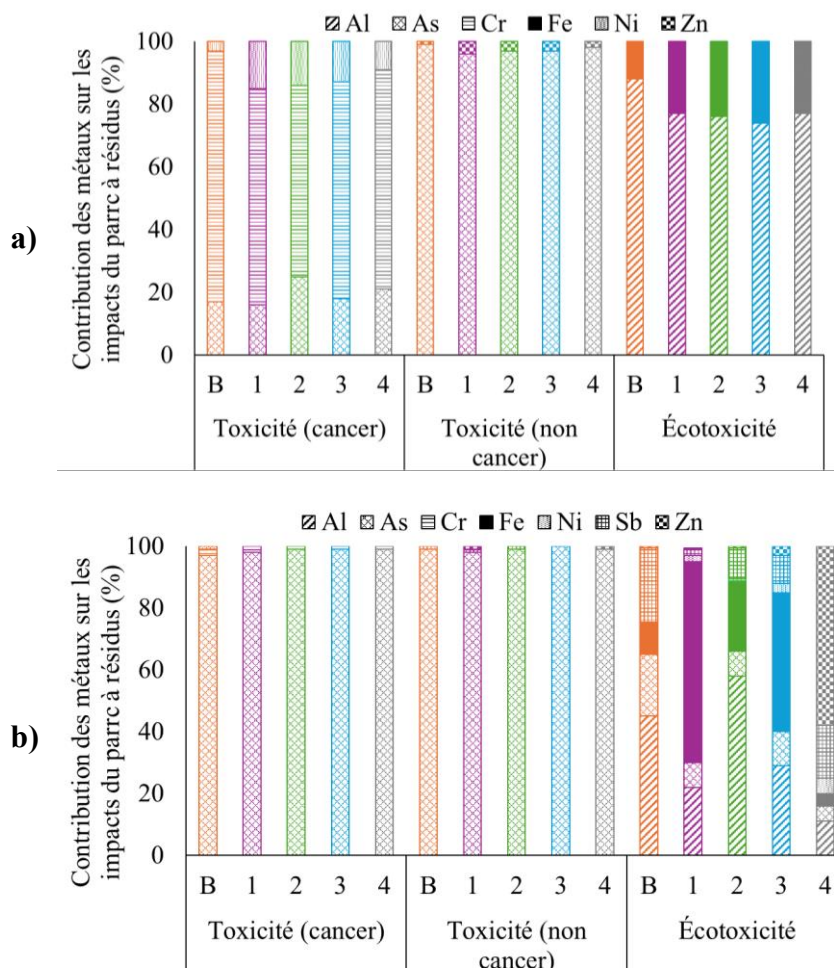 Al As Cr Fe Ni Zn
a)
Contribution des métaux sur les
impacts du parrc à résidus (%)
100
80
60
40
20
0
B 1 2 3 4 B 1 2 3 4 B 1 2 3 4
Toxicité (cancer) Toxicité (non cancer) Écotoxicité
Al As Cr Fe Ni Sb Zn
b)
Contribution des métaux sur les
impacts du parrc à résidus (%)
100
80
60
40
20
0
B 1 2 3 4 B 1 2 3 4 B 1 2 3 4
Toxicité (cancer) Toxicité (non cancer) Écotoxicité